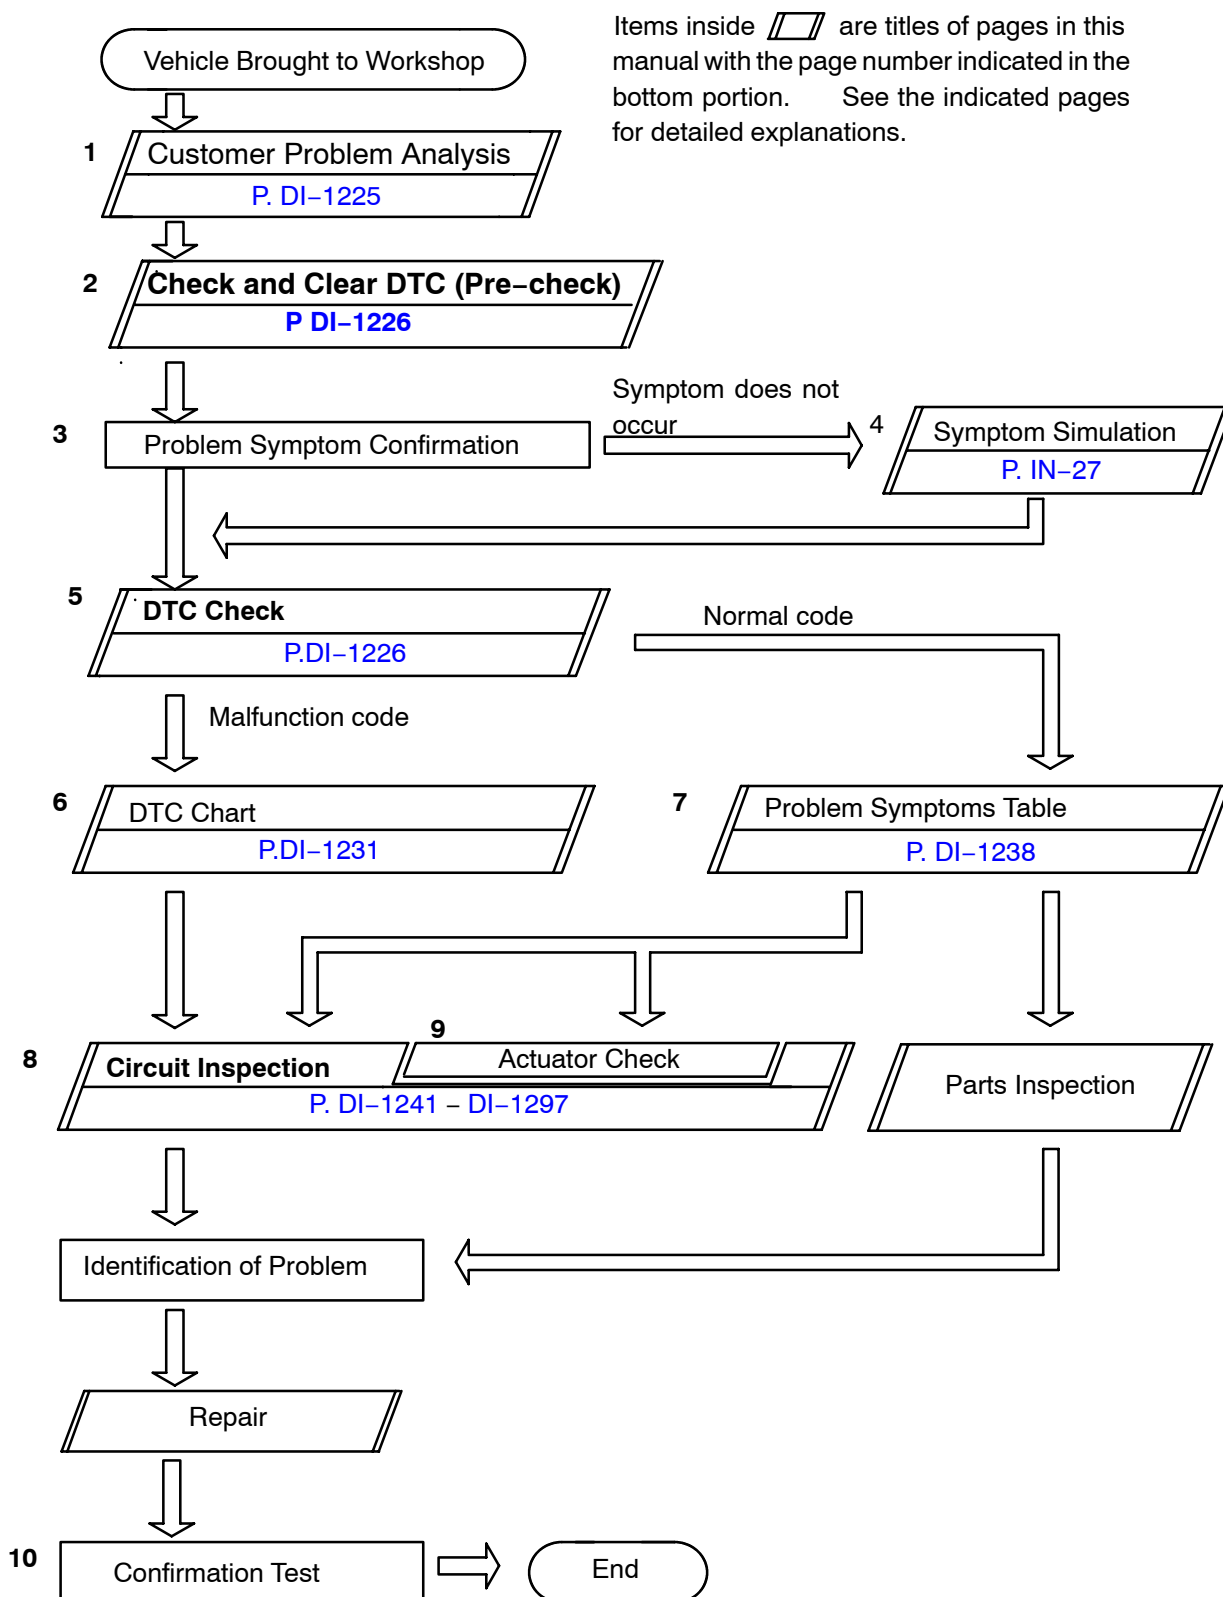 Items inside are titles of pages in this
manual with the page number indicated in the
bottom portion. See the indicated pages
for detailed explanations.
Vehicle Brought to Workshop
1
Customer Problem Analysis
P. DI–1225
2
Check and Clear DTC (Pre–check)
P DI–1226
3
Problem Symptom Confirmation
Symptom does not
occur
4
Symptom Simulation
P. IN–27
5
DTC Check
P.DI–1226
Normal code
Malfunction code
6
DTC Chart
P.DI–1231
7
Problem Symptoms Table
P. DI–1238
8
Circuit Inspection
9
Actuator Check
P. DI–1241 – DI–1297
Parts Inspection
Identification of Problem
Repair
10
Confirmation Test
End